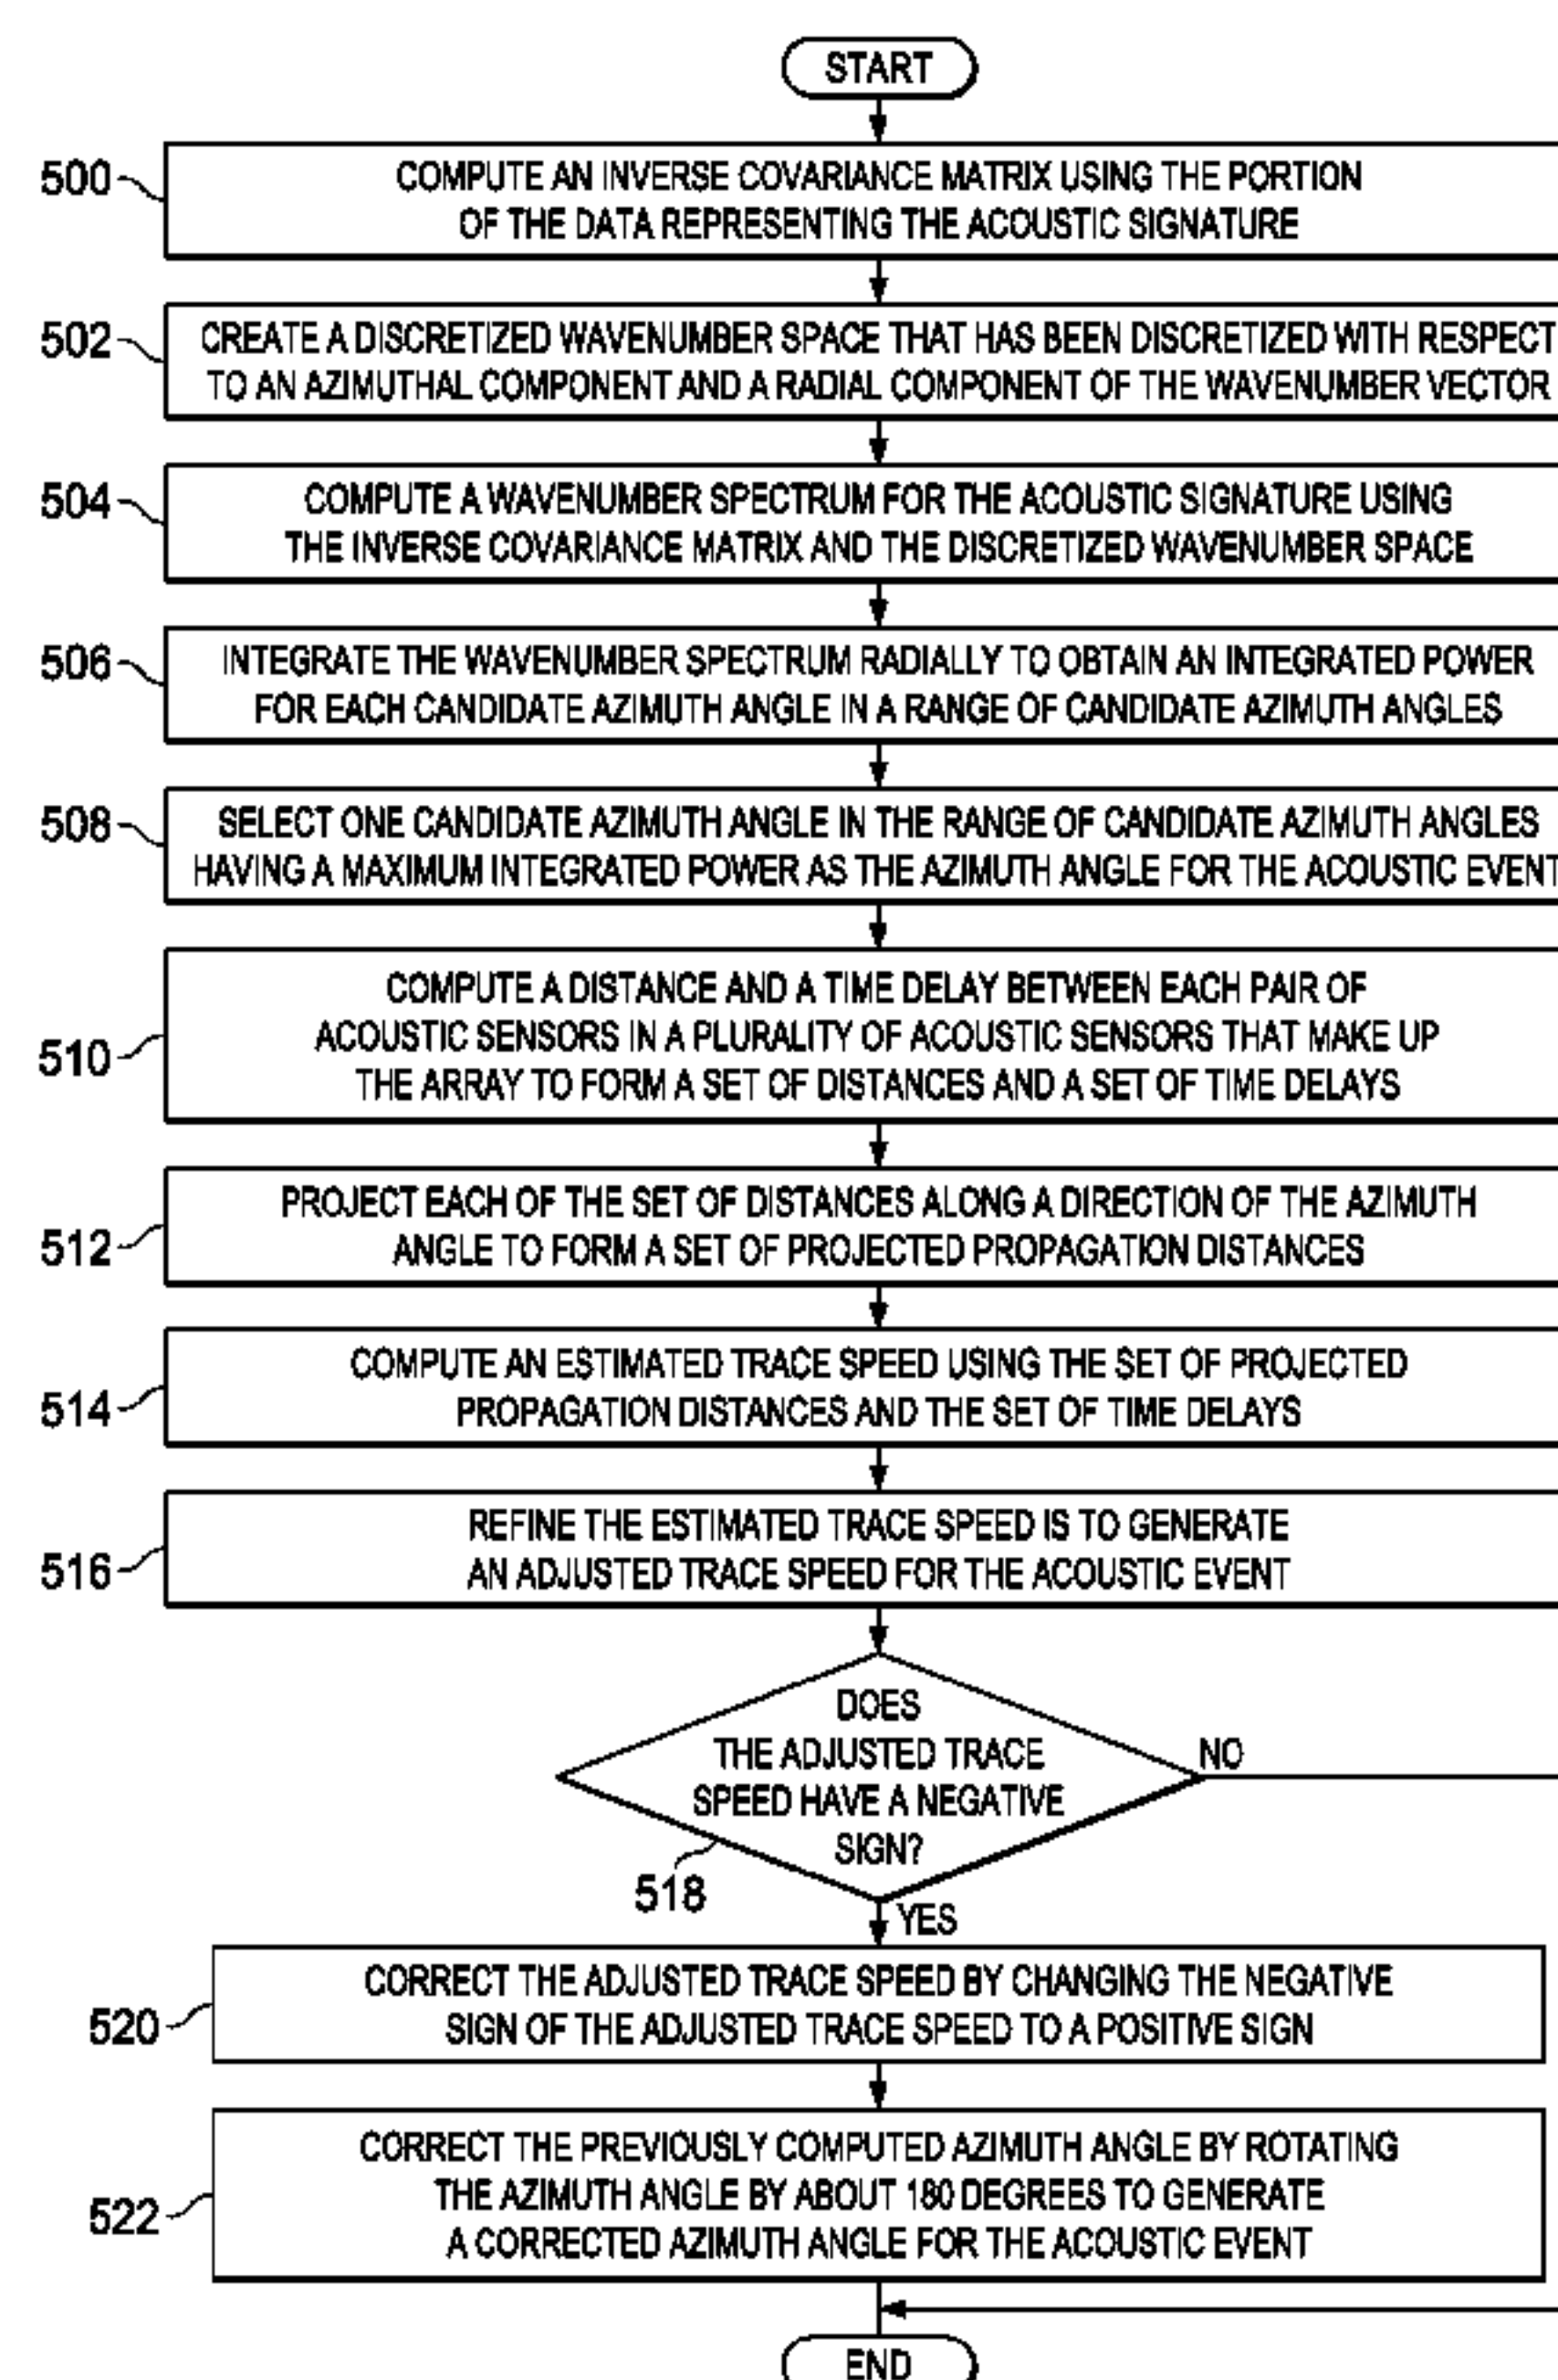 START
500
COMPUTE AN INVERSE COVARIANCE MATRIX USING THE PORTION
OF THE DATA REPRESENTING THE ACOUSTIC SIGNATURE
502
CREATE A DISCRETIZED WAVENUMBER SPACE THAT HAS BEEN DISCRETIZED WITH RESPECT
TO AN AZIMUTHAL COMPONENT AND A RADIAL COMPONENT OF THE WAVENUMBER VECTOR
504
COMPUTE A WAVENUMBER SPECTRUM FOR THE ACOUSTIC SIGNATURE USING
THE INVERSE COVARIANCE MATRIX AND THE DISCRETIZED WAVENUMBER SPACE
506
INTEGRATE THE WAVENUMBER SPECTRUM RADIALLY TO OBTAIN AN INTEGRATED POWER
FOR EACH CANDIDATE AZIMUTH ANGLE IN A RANGE OF CANDIDATE AZIMUTH ANGLES
508
SELECT ONE CANDIDATE AZIMUTH ANGLE IN THE RANGE OF CANDIDATE AZIMUTH ANGLES
HAVING A MAXIMUM INTEGRATED POWER AS THE AZIMUTH ANGLE FOR THE ACOUSTIC EVENT
510
COMPUTE A DISTANCE AND A TIME DELAY BETWEEN EACH PAIR OF
ACOUSTIC SENSORS IN A PLURALITY OF ACOUSTIC SENSORS THAT MAKE UP
THE ARRAY TO FORM A SET OF DISTANCES AND A SET OF TIME DELAYS
512
PROJECT EACH OF THE SET OF DISTANCES ALONG A DIRECTION OF THE AZIMUTH
ANGLE TO FORM A SET OF PROJECTED PROPAGATION DISTANCES
514
COMPUTE AN ESTIMATED TRACE SPEED USING THE SET OF PROJECTED
PROPAGATION DISTANCES AND THE SET OF TIME DELAYS
516
REFINE THE ESTIMATED TRACE SPEED IS TO GENERATE
AN ADJUSTED TRACE SPEED FOR THE ACOUSTIC EVENT
DOES
THE ADJUSTED TRACE
SPEED HAVE A NEGATIVE
SIGN?
NO
518
YES
520
CORRECT THE ADJUSTED TRACE SPEED BY CHANGING THE NEGATIVE
SIGN OF THE ADJUSTED TRACE SPEED TO A POSITIVE SIGN
522
CORRECT THE PREVIOUSLY COMPUTED AZIMUTH ANGLE BY ROTATING
THE AZIMUTH ANGLE BY ABOUT 180 DEGREES TO GENERATE
A CORRECTED AZIMUTH ANGLE FOR THE ACOUSTIC EVENT
END